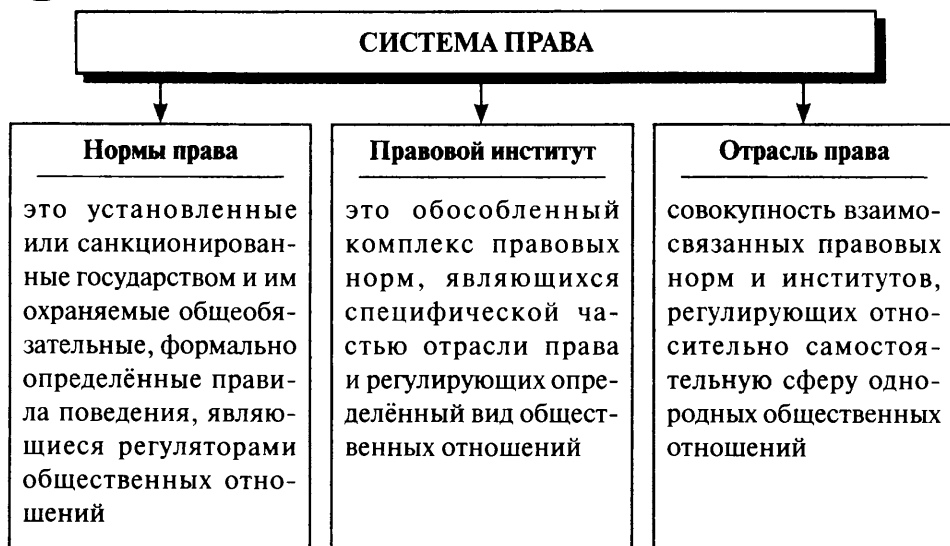 СИСТЕМА ПРАВА
Нормы права
это установленные
или санкционирован-
ные государством и им
охраняемые общеобя-
зательные, формально
определённые прави-
ла поведения, являю-
щиеся регуляторами
общественных отно-
шений
Правовой институт
это обособленный
комплекс правовых
норм, являющихся
специфической ча-
стью отрасли права
и регулирующих опре-
делённый вид общест-
венных отношений
Отрасль права
совокупность взаимо-
связанных правовых
норм и институтов,
регулирующих отно-
сительно самостоя-
тельную сферу одно-
родных общественных
отношений